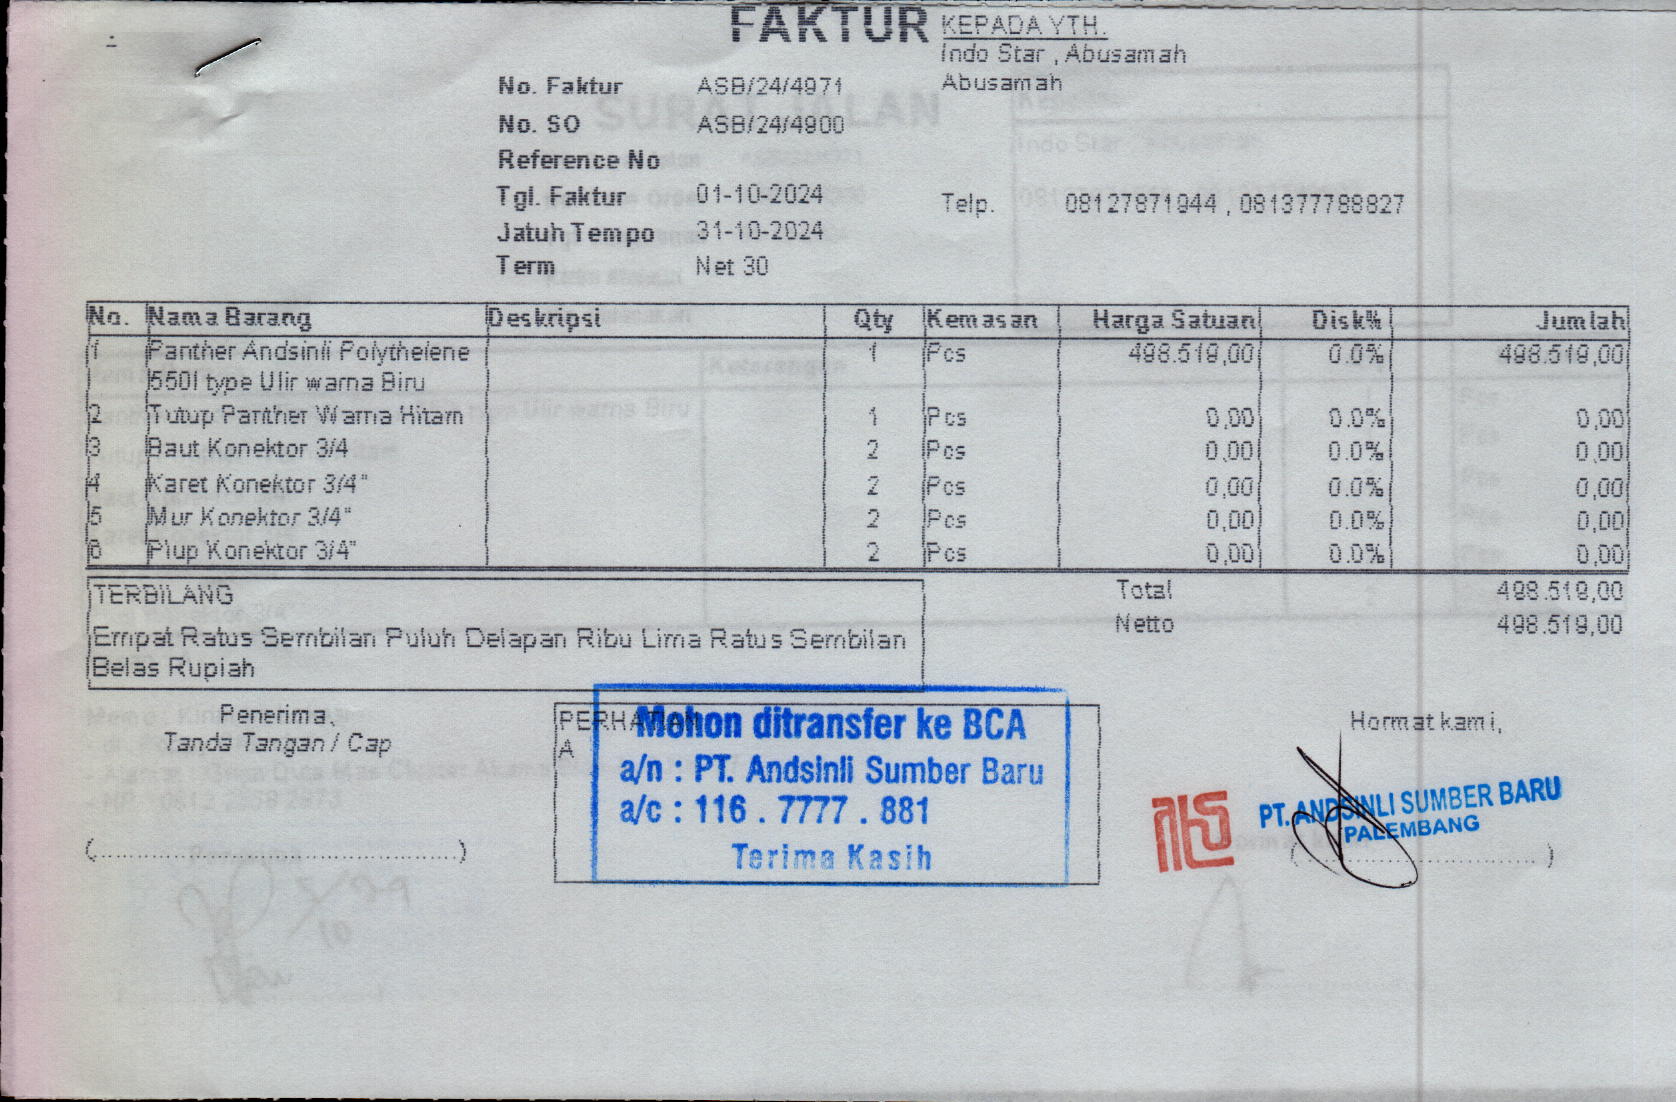 FAKTUR
KEPADA YTH.
Indo Star , Abusamah
Abusamah
No. Faktur ASB/24/4971
No. SO ASB/24/4900
Reference No
Tgl. Faktur 01-10-2024
Jatuh Tempo 31-10-2024
Term Net 30
Telp. 08127871944 , 081377788827
No. Nama Barang Deskripsi Qty Kemasan Harga Satuan Disk% Jumlah
1 Panther Andsinli Polythelene 1 Pcs 498.519,00 0.0% 498.519,00
550l type Ulir warna Biru
2 Tutup Panther Warna Hitam 1 Pcs 0,00 0.0% 0,00
3 Baut Konektor 3/4 2 Pcs 0,00 0.0% 0,00
4 Karet Konektor 3/4" 2 Pcs 0,00 0.0% 0,00
5 Mur Konektor 3/4" 2 Pcs 0,00 0.0% 0,00
6 Plup Konektor 3/4" 2 Pcs 0,00 0.0% 0,00
TERBILANG
Empat Ratus Sembilan Puluh Delapan Ribu Lima Ratus Sembilan
Belas Rupiah
Total 498.519,00
Netto 498.519,00
Penerima,
Tanda Tangan / Cap
(........................................)
PERHATIAN
A
Mohon ditransfer ke BCA
a/n : PT. Andsinli Sumber Baru
a/c : 116 . 7777 . 881
Terima Kasih
Hormat kami,
PT. ANDSINLI SUMBER BARU
PALEMBANG
(........................................)
SURAT JALAN